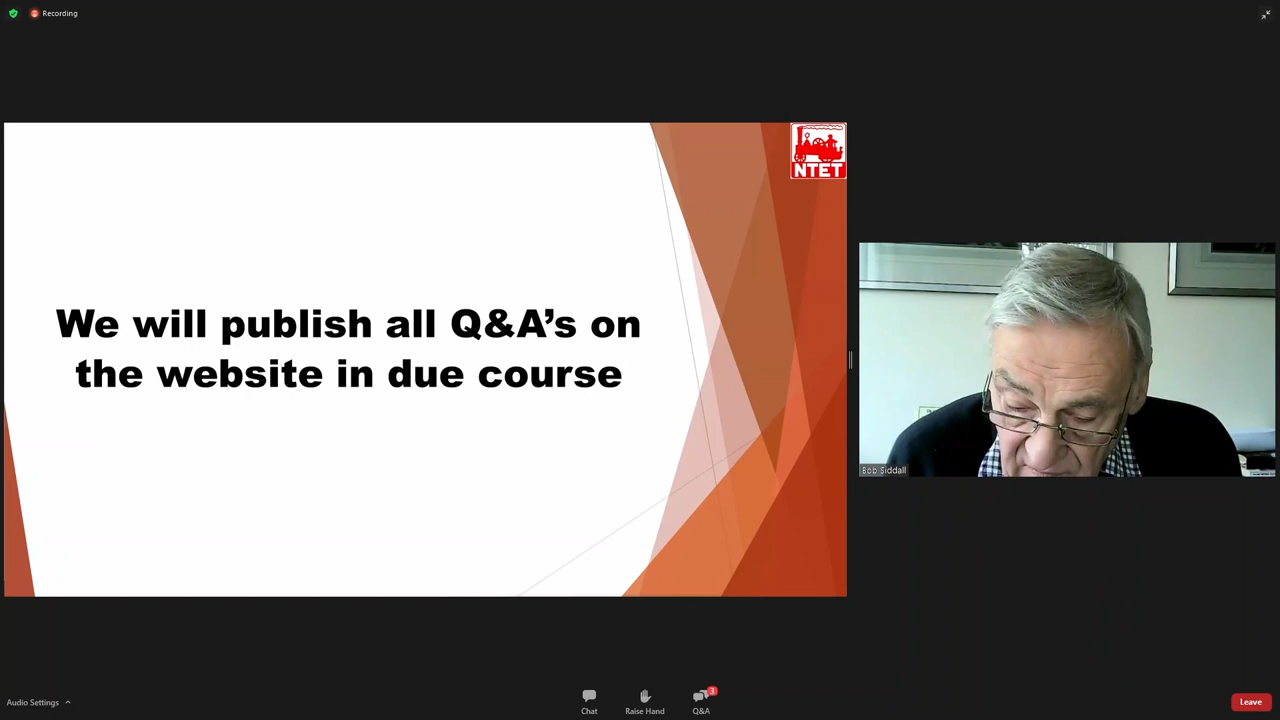 Recording
NTET
We will publish all Q&A’s on
the website in due course
Bob Siddall
Audio Settings
Chat
Raise Hand
3
Q&A
Leave